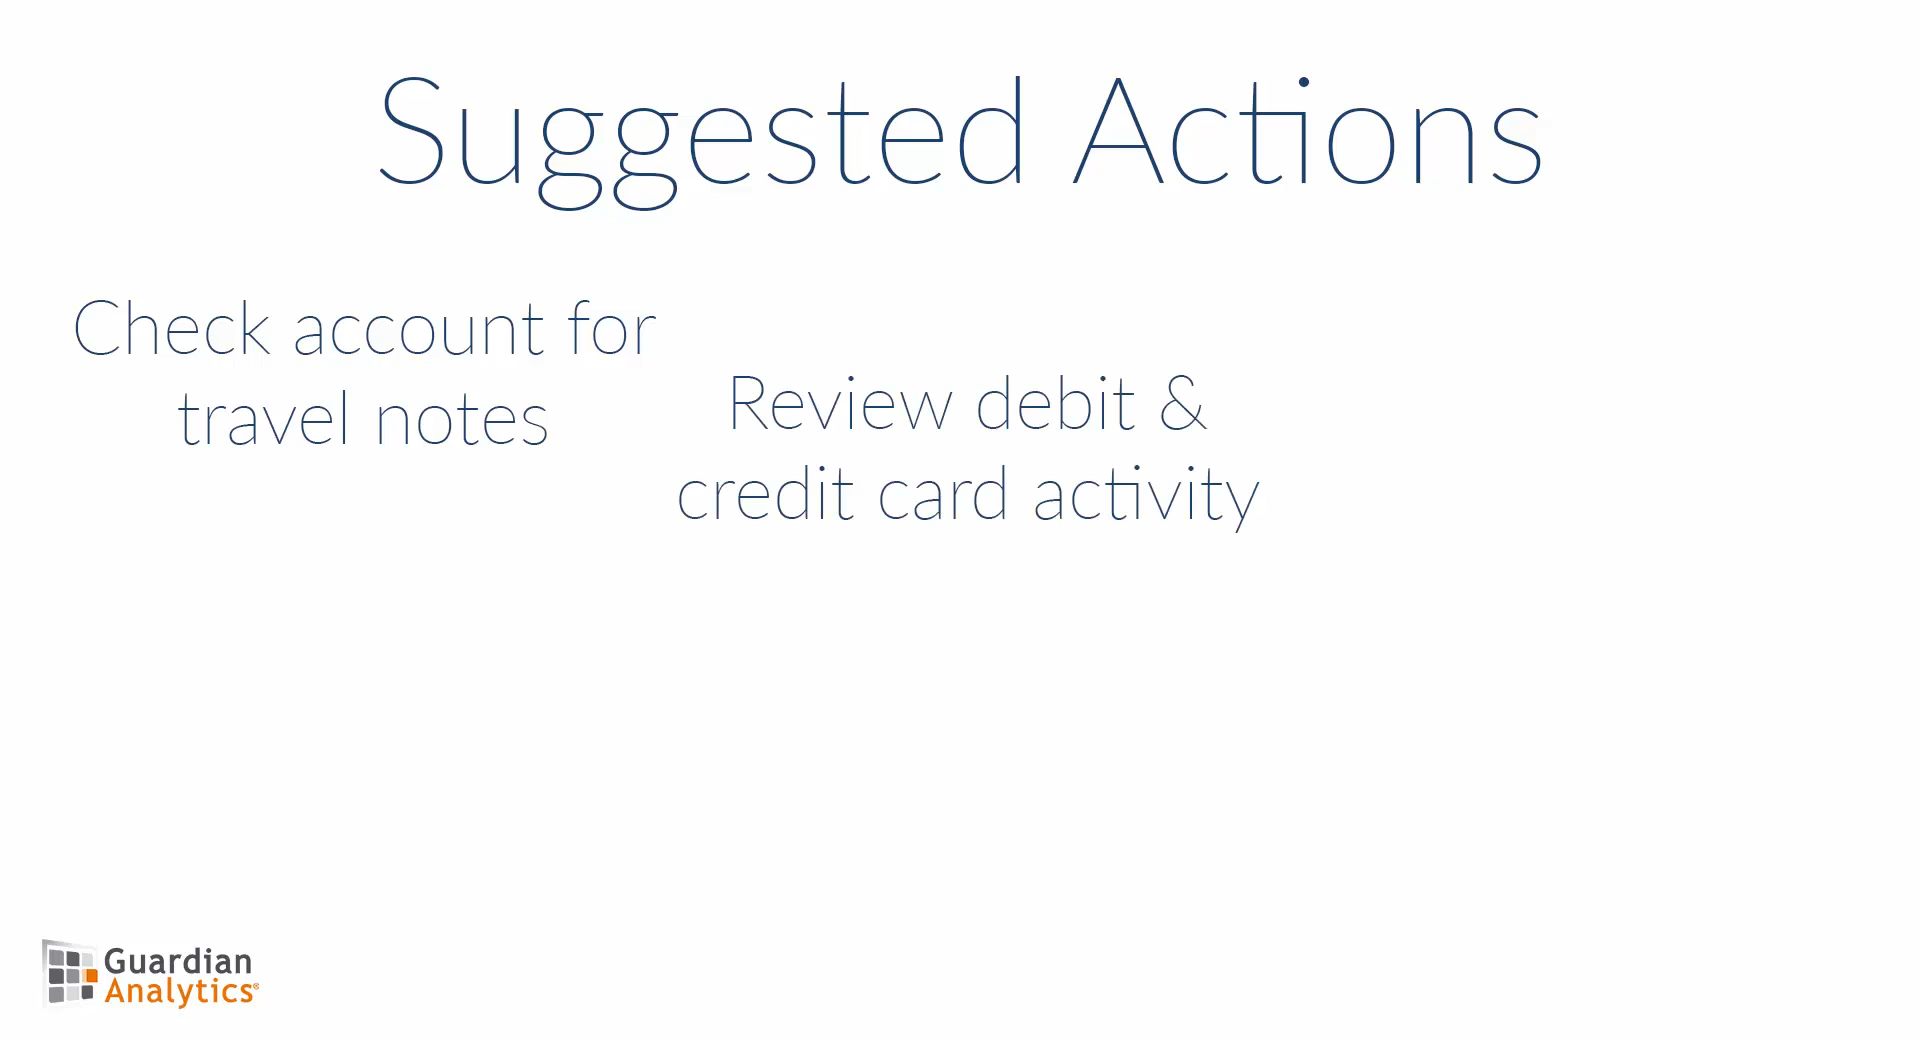 Suggested Actions
Check account for
travel notes
Review debit &
credit card activity
Guardian
Analytics®